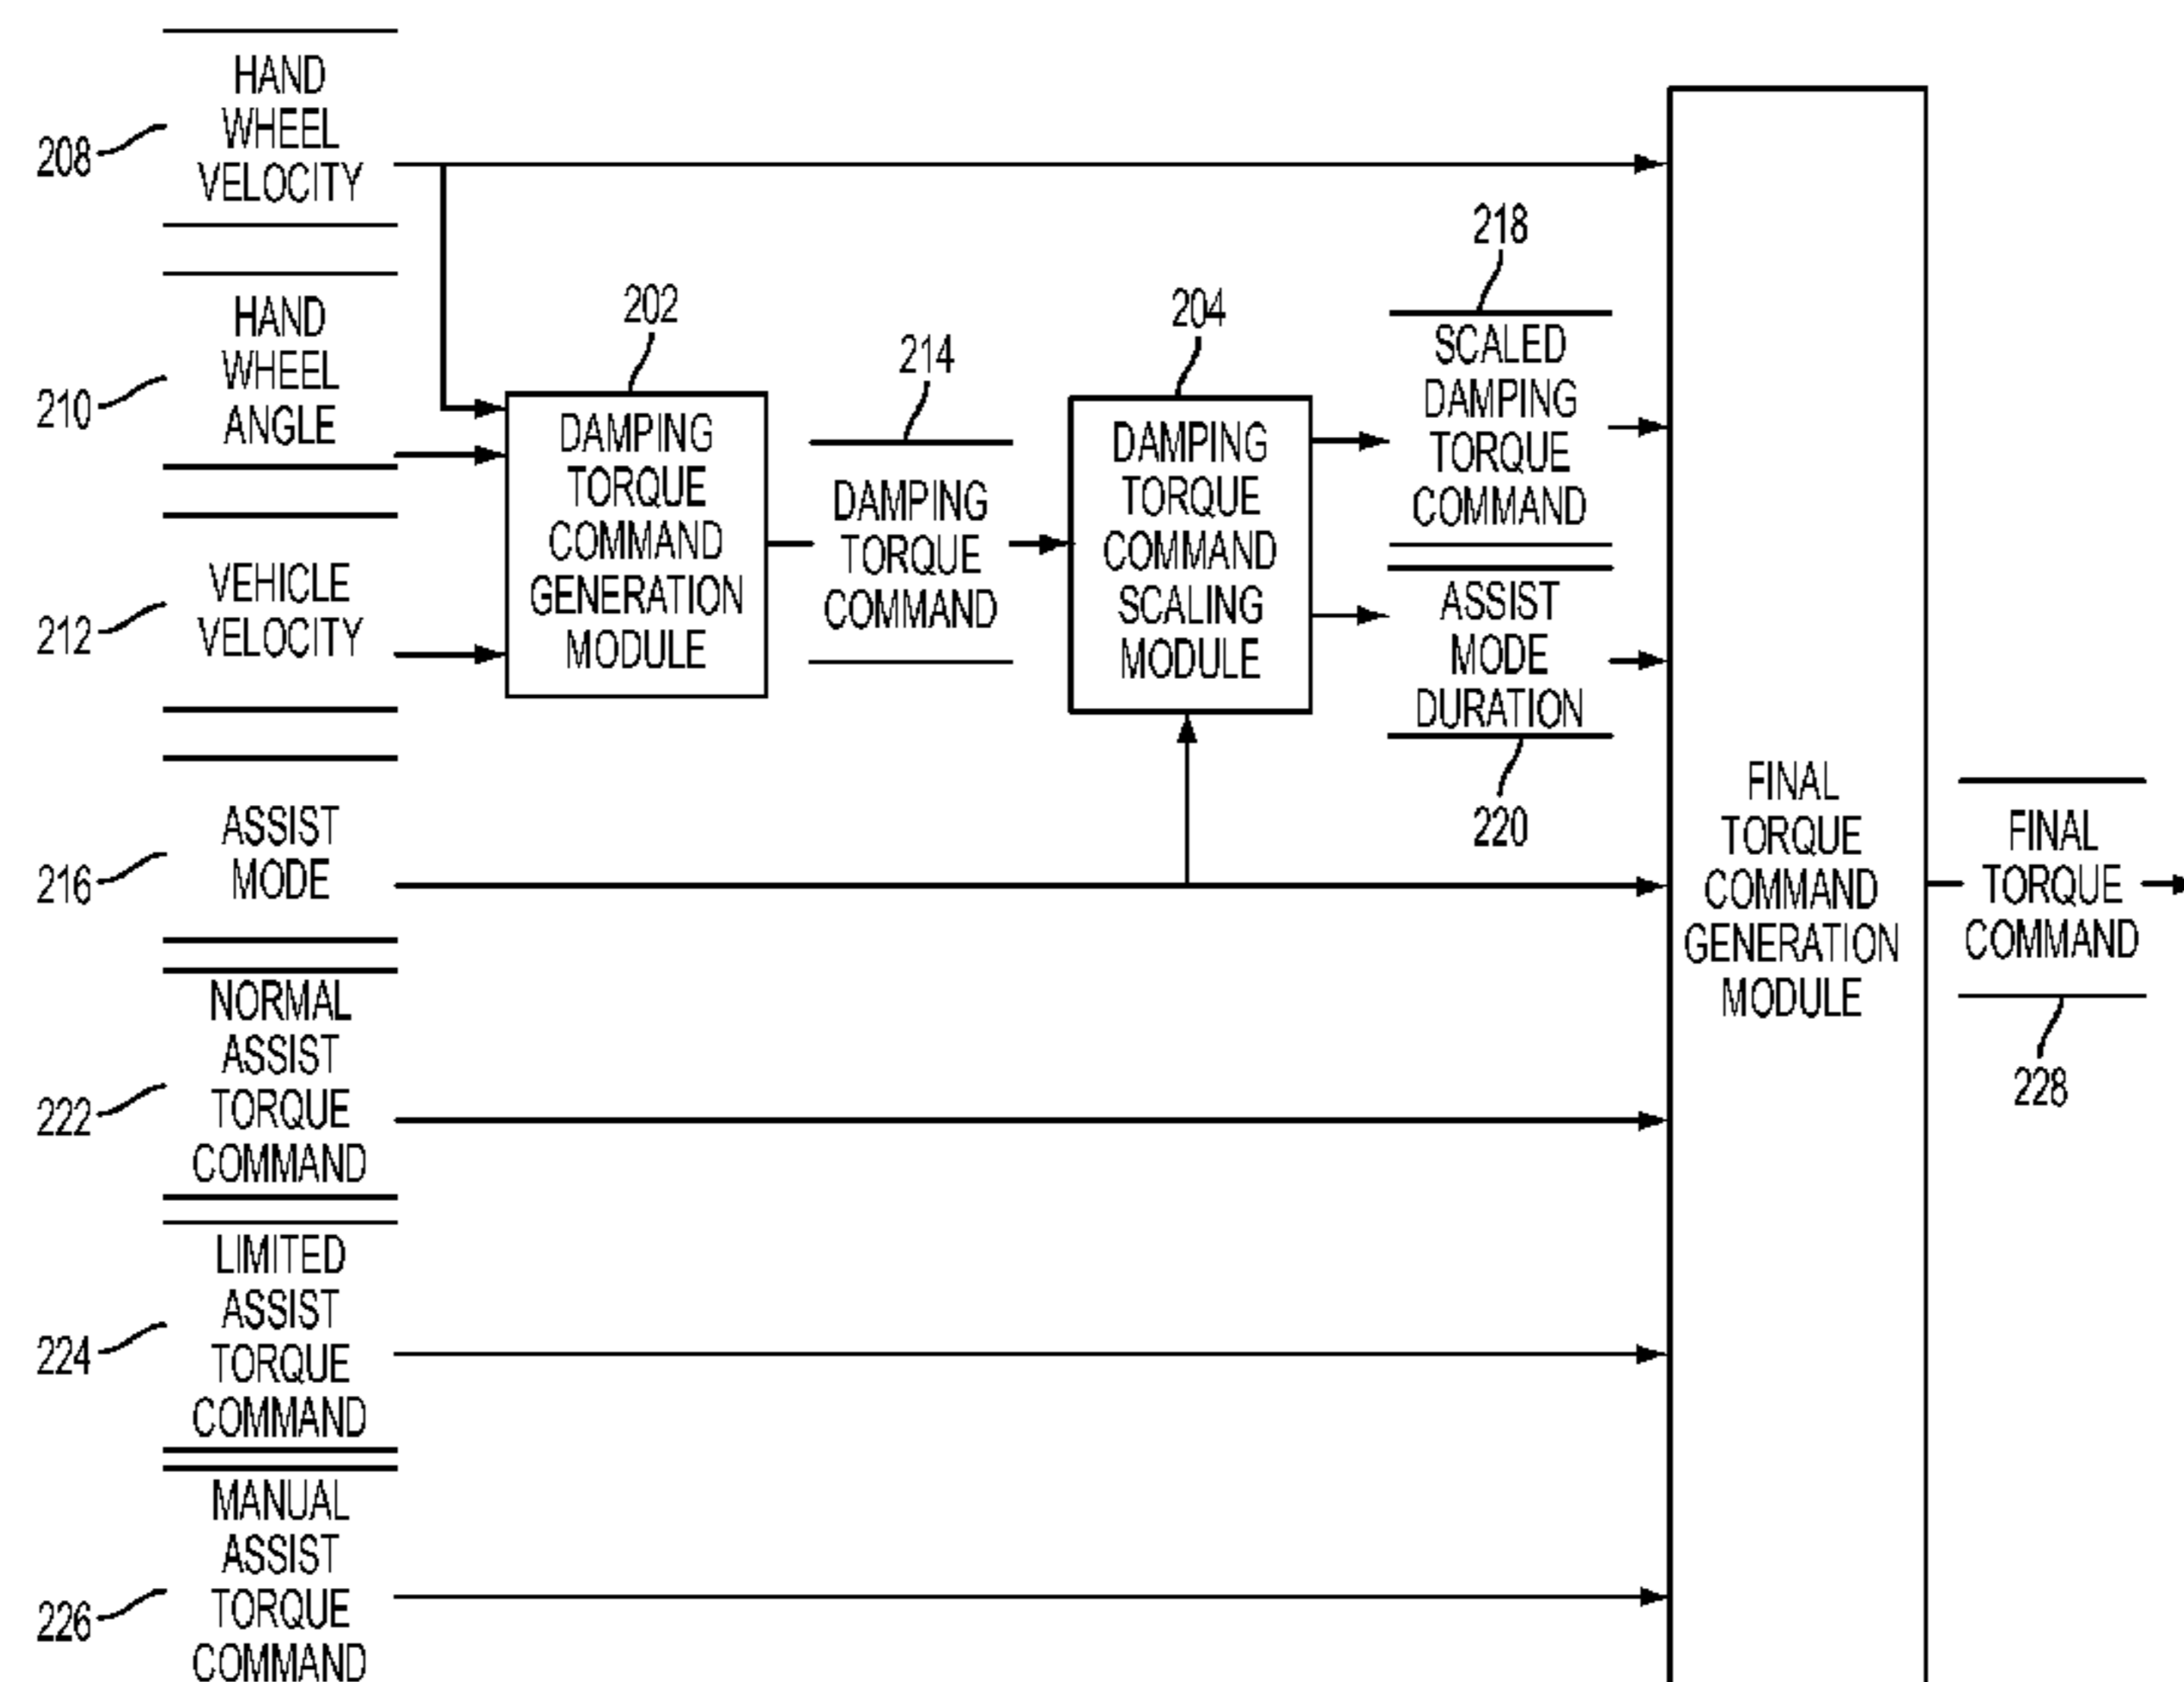 HAND
WHEEL
VELOCITY
208
HAND
WHEEL
ANGLE
210
VEHICLE
VELOCITY
212
ASSIST
MODE
216
NORMAL
ASSIST
TORQUE
COMMAND
222
LIMITED
ASSIST
TORQUE
COMMAND
224
MANUAL
ASSIST
TORQUE
COMMAND
226
202
DAMPING
TORQUE
COMMAND
GENERATION
MODULE
214
DAMPING
TORQUE
COMMAND
204
DAMPING
TORQUE
COMMAND
SCALING
MODULE
218
SCALED
DAMPING
TORQUE
COMMAND
ASSIST
MODE
DURATION
220
FINAL
TORQUE
COMMAND
GENERATION
MODULE
FINAL
TORQUE
COMMAND
228